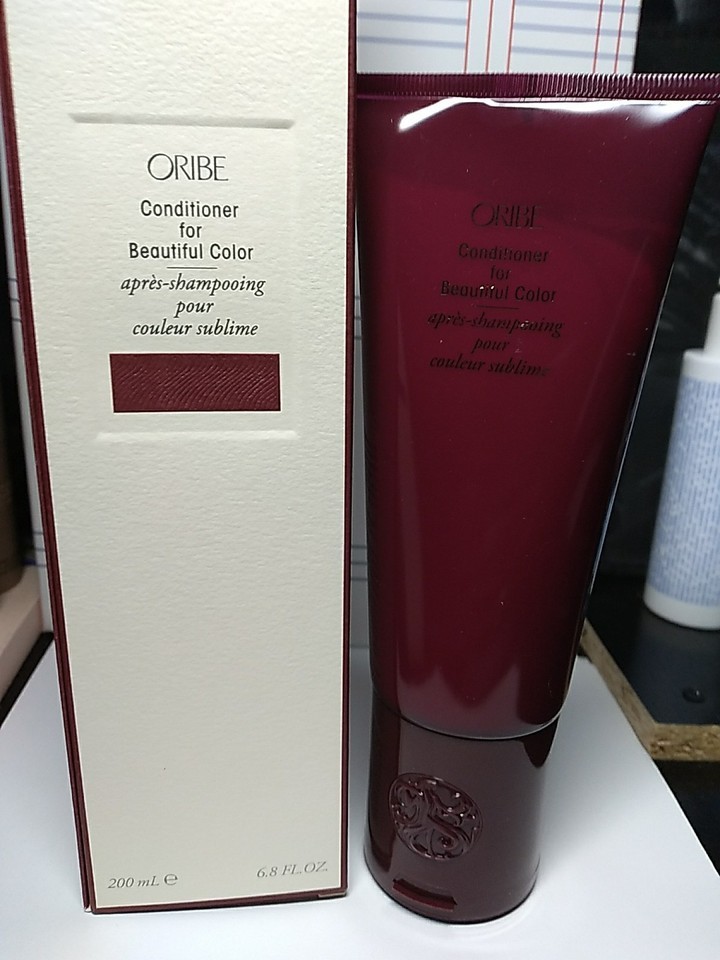 ORIBE
Conditioner
for
Beautiful Color
après-shampooing
pour
couleur sublime
200 mL ℮
6.8 FL.OZ.
ORIBE
Conditioner
for
Beautiful Color
après-shampooing
pour
couleur sublime